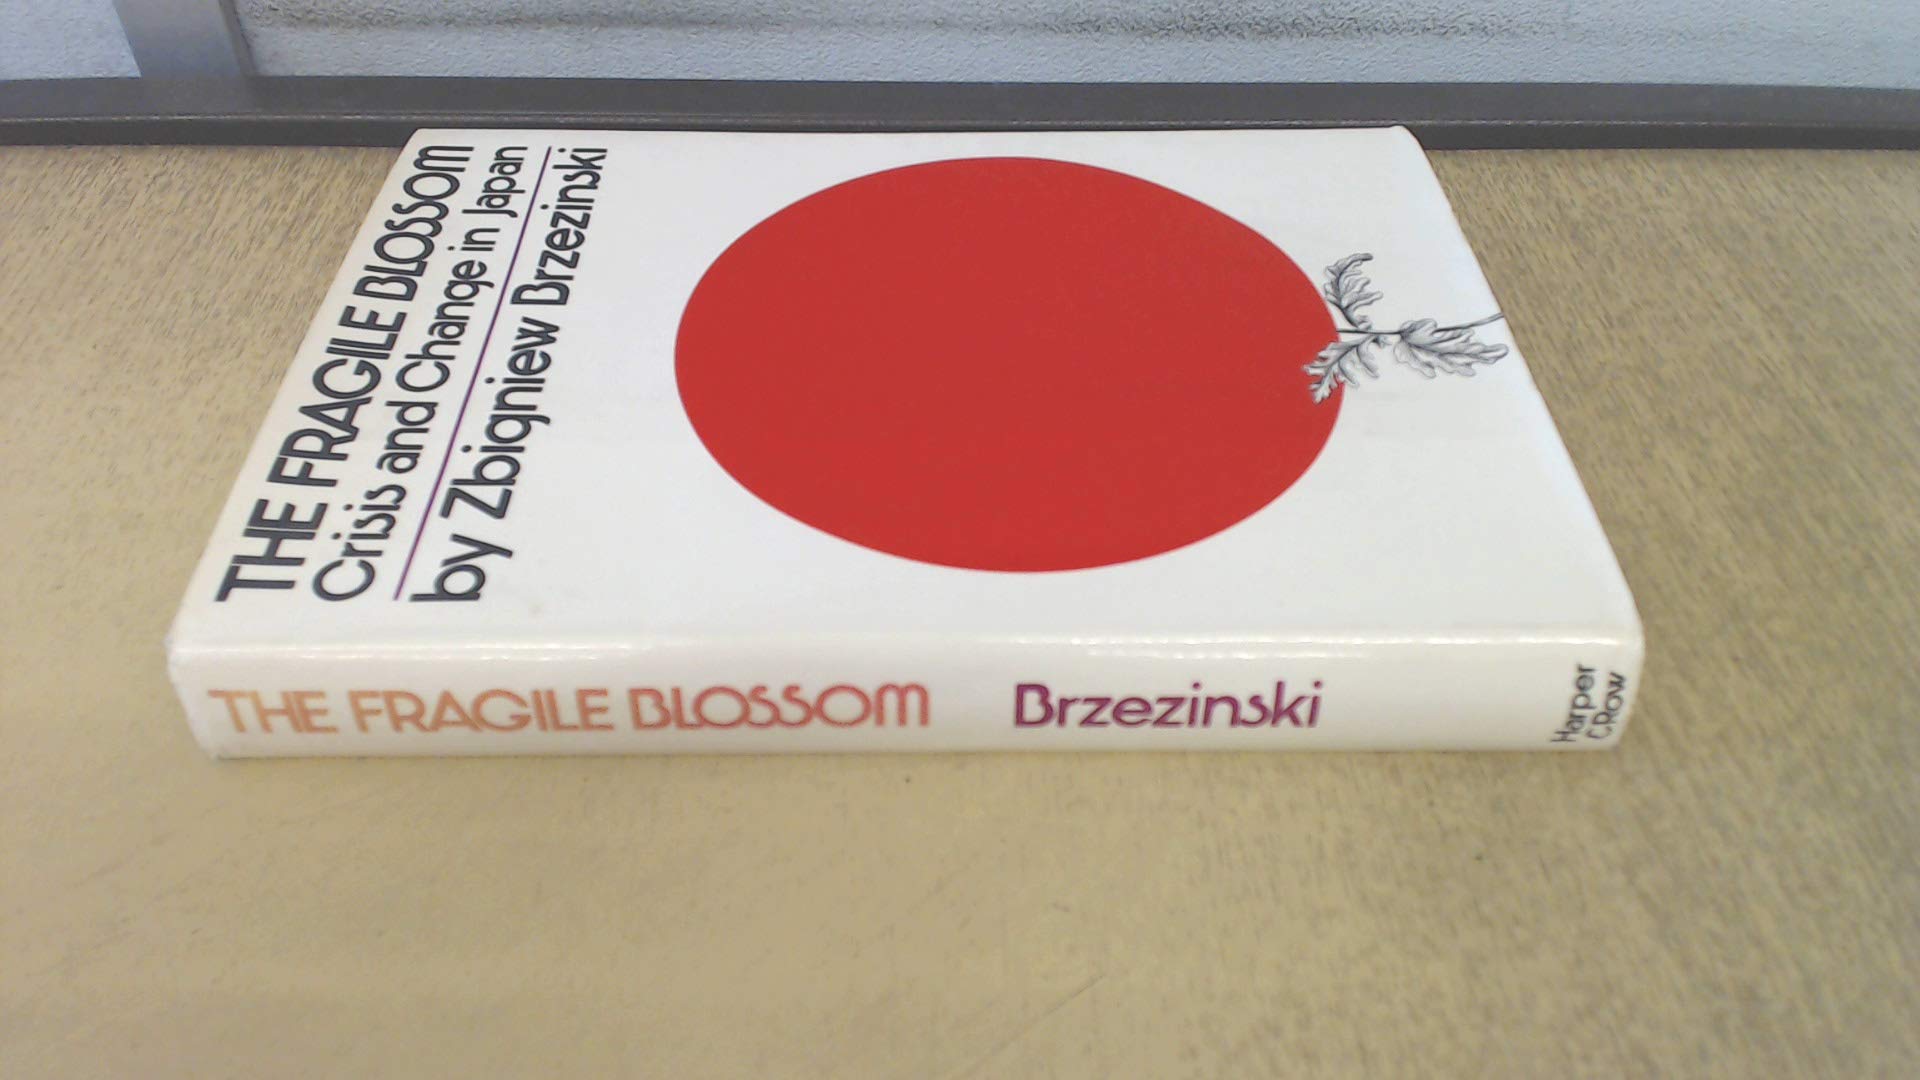 THE FRAGILE BLOSSOM
Crisis and Change in Japan
by Zbigniew Brzezinski
THE FRAGILE BLOSSOM
Brzezinski
Harper
& Row